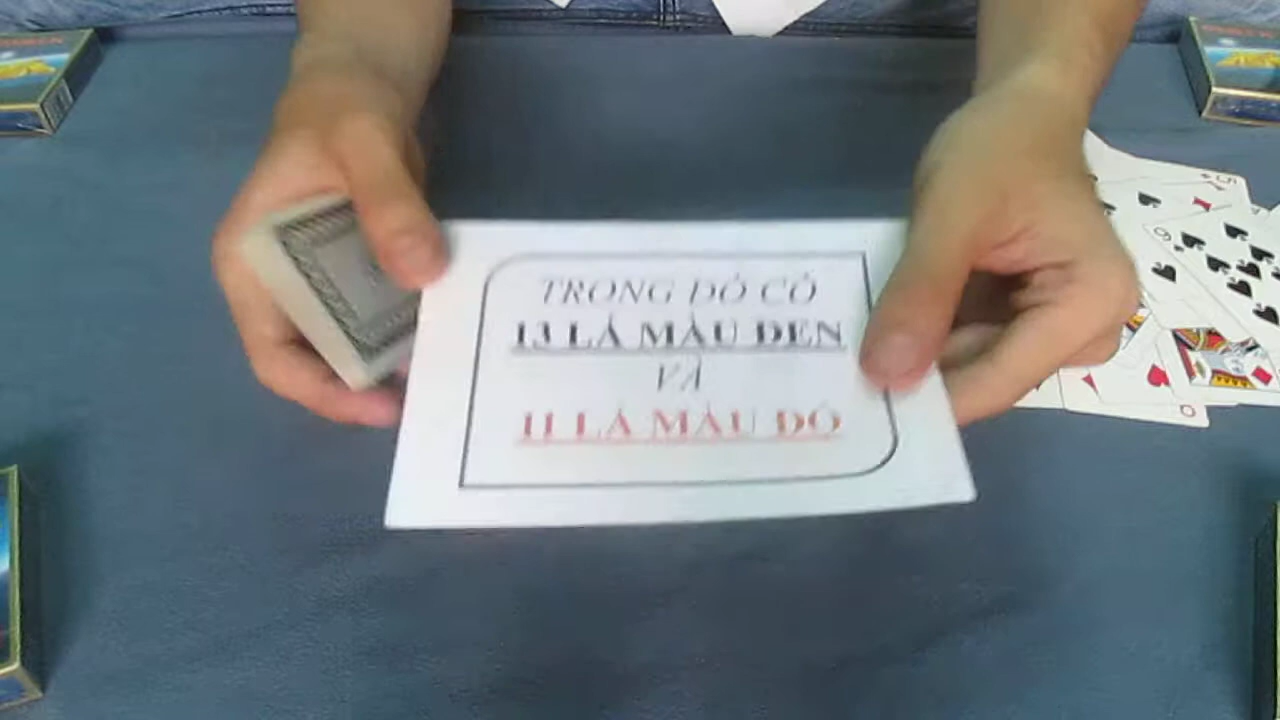 TRONG ĐÓ CÓ
13 LÁ MÀU ĐEN
VÀ
11 LÁ MÀU ĐỎ